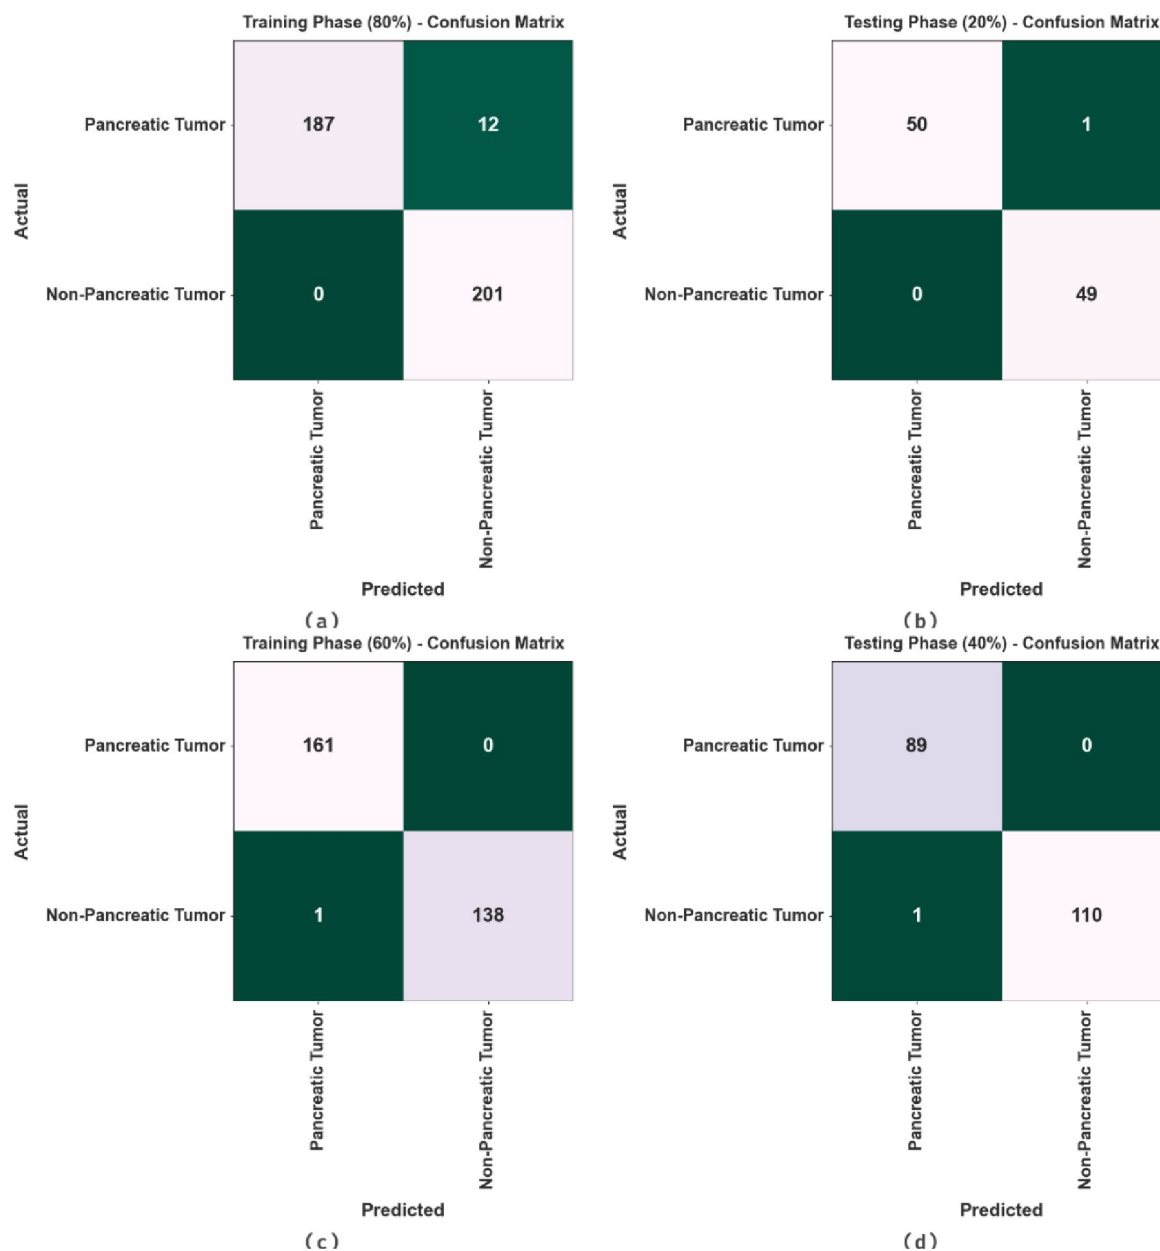 Training Phase (80%) - Confusion Matrix
Actual
Pancreatic Tumor
187
12
Non-Pancreatic Tumor
0
201
Pancreatic Tumor
Non-Pancreatic Tumor
Predicted
(a)
Testing Phase (20%) - Confusion Matrix
Actual
Pancreatic Tumor
50
1
Non-Pancreatic Tumor
0
49
Pancreatic Tumor
Non-Pancreatic Tumor
Predicted
(b)
Training Phase (60%) - Confusion Matrix
Actual
Pancreatic Tumor
161
0
Non-Pancreatic Tumor
1
138
Pancreatic Tumor
Non-Pancreatic Tumor
Predicted
(c)
Testing Phase (40%) - Confusion Matrix
Actual
Pancreatic Tumor
89
0
Non-Pancreatic Tumor
1
110
Pancreatic Tumor
Non-Pancreatic Tumor
Predicted
(d)